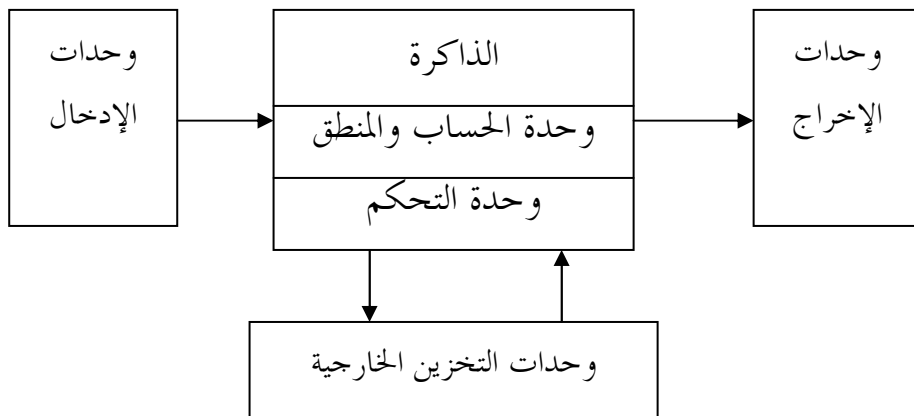 وحدات
الإدخال
الذاكرة
وحدة الحساب والمنطق
وحدة التحكم
وحدات
الإخراج
وحدات التخزين الخارجية